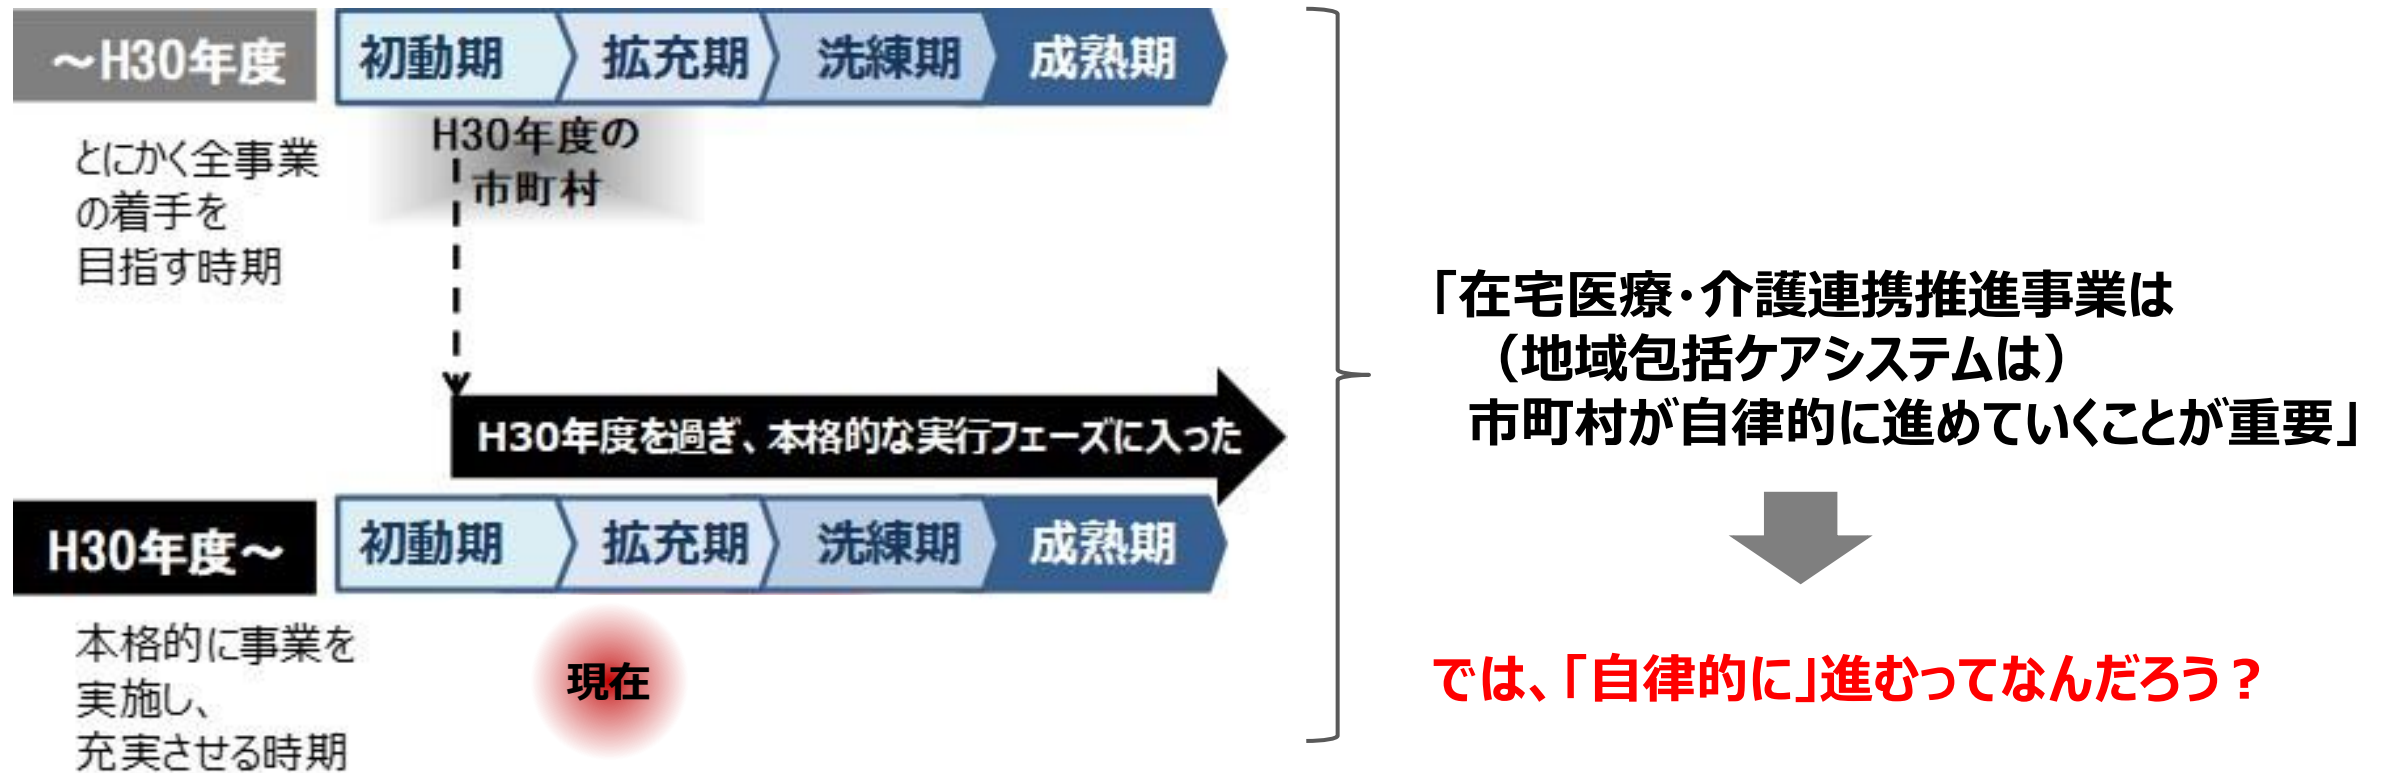 ～H30年度
初動期
拡充期
洗練期
成熟期
とにかく全事業
の着手を
目指す時期
H30年度の
市町村
H30年度を過ぎ、本格的な実行フェーズに入った
H30年度～
初動期
拡充期
洗練期
成熟期
本格的に事業を
実施し、
充実させる時期
現在
「在宅医療・介護連携推進事業は
（地域包括ケアシステムは）
市町村が自律的に進めていくことが重要」
では、「自律的に」進むってなんだろう？